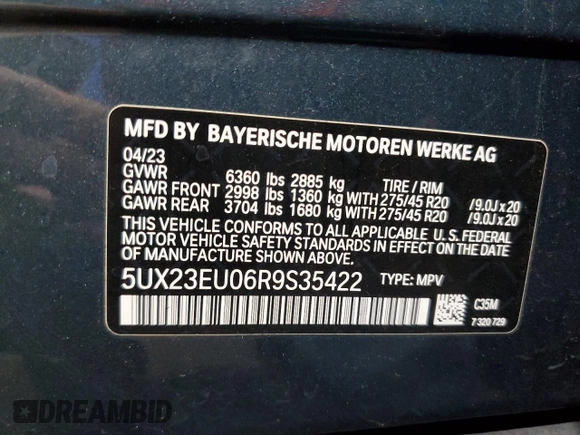 MFD BY BAYERISCHE MOTOREN WERKE AG
04/23
GVWR 6360 lbs 2885 kg TIRE / RIM
GAWR FRONT 2998 lbs 1360 kg WITH 275/45 R20 /9.0J x 20
GAWR REAR 3704 lbs 1680 kg WITH 275/45 R20 /9.0J x 20
THIS VEHICLE CONFORMS TO ALL APPLICABLE U. S. FEDERAL
MOTOR VEHICLE SAFETY STANDARDS IN EFFECT ON THE DATE
OF MANUFACTURE SHOWN ABOVE.
5UX23EU06R9S35422 TYPE: MPV
C35M
7 320 729
DREAMBID